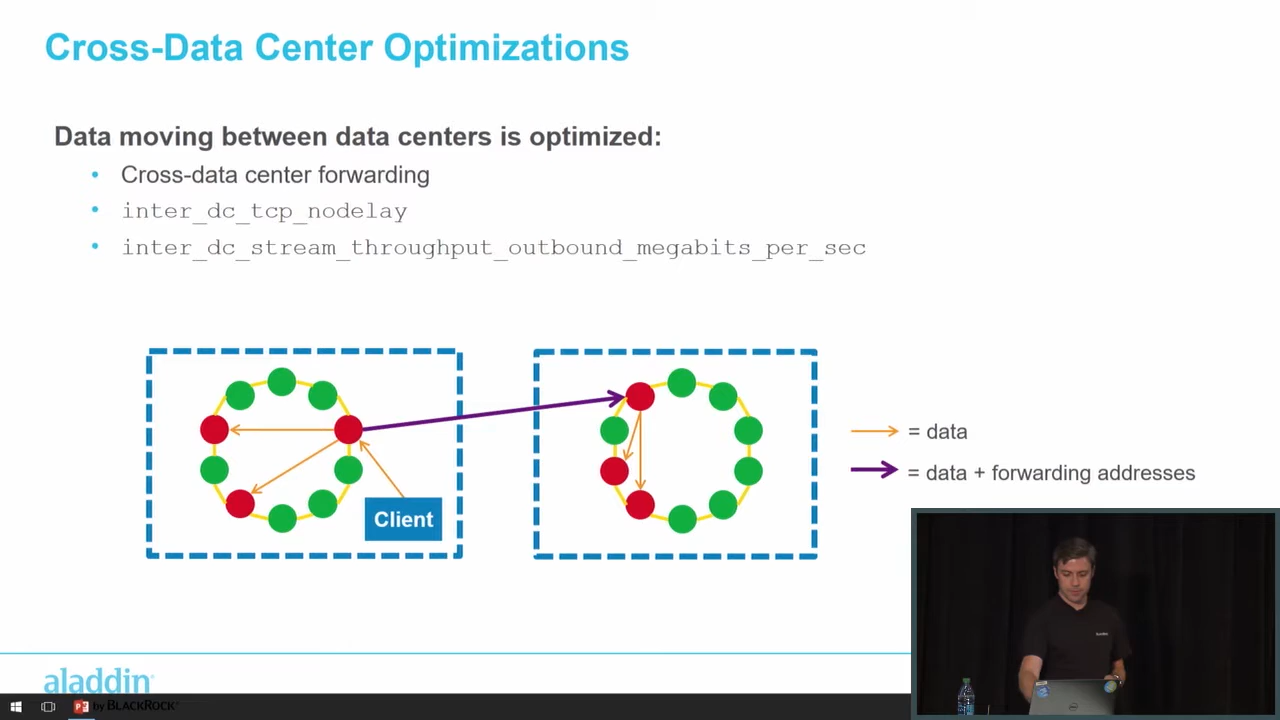 Cross-Data Center Optimizations
Data moving between data centers is optimized:
• Cross-data center forwarding
• inter_dc_tcp_nodelay
• inter_dc_stream_throughput_outbound_megabits_per_sec
= data
= data + forwarding addresses
Client
aladdin
by BLACKROCK